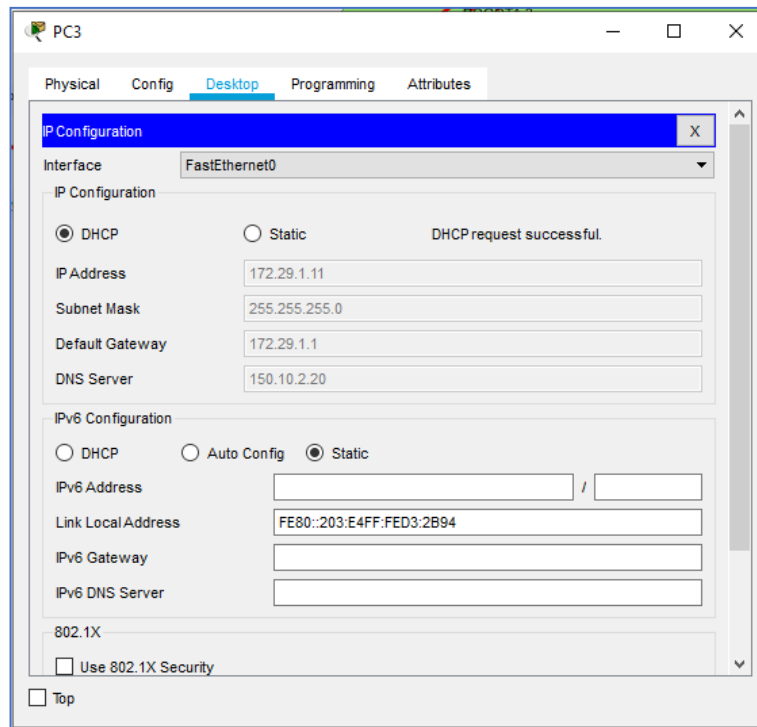 PC3
Physical Config Desktop Programming Attributes
IP Configuration X
Interface FastEthernet0
IP Configuration
DHCP Static DHCP request successful.
IP Address 172.29.1.11
Subnet Mask 255.255.255.0
Default Gateway 172.29.1.1
DNS Server 150.10.2.20
IPv6 Configuration
DHCP Auto Config Static
IPv6 Address /
Link Local Address FE80::203:E4FF:FED3:2B94
IPv6 Gateway
IPv6 DNS Server
802.1X
Use 802.1X Security
Top